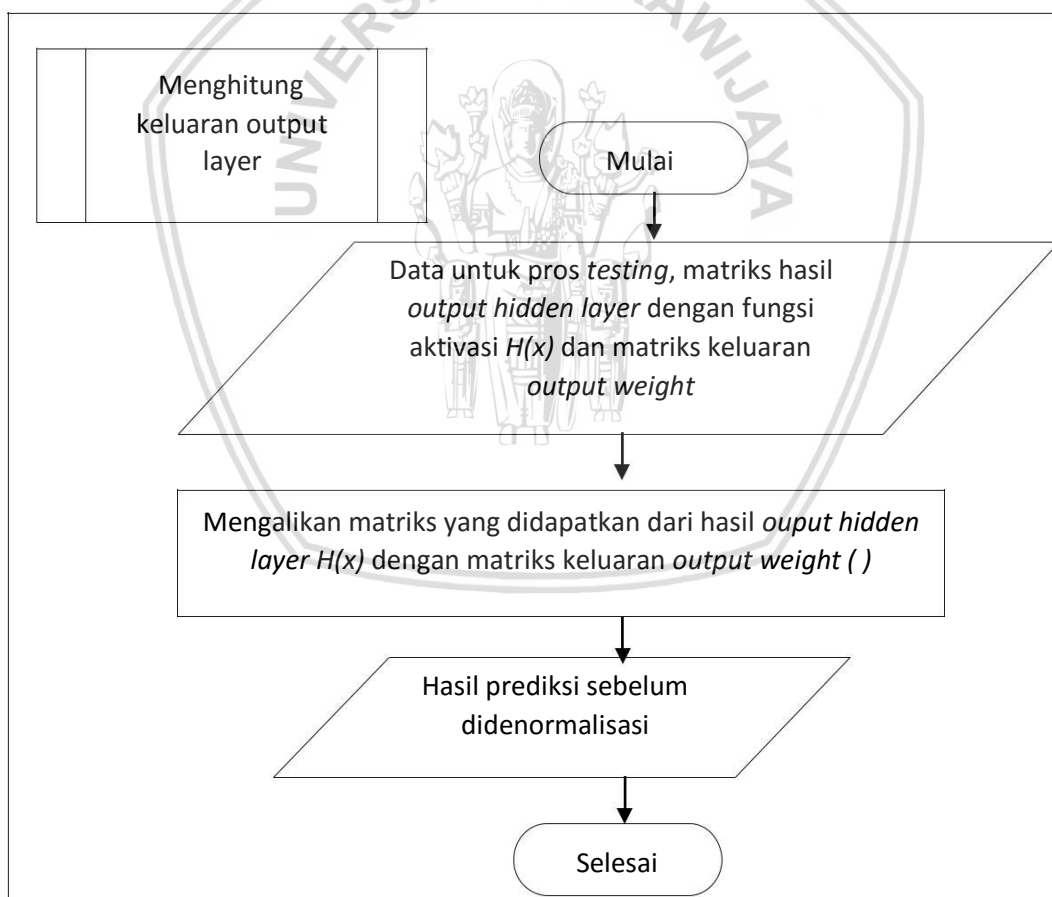 UNIVERSITAS BRAWIJAYA
Menghitung
keluaran output
layer
Mulai
Data untuk pros testing, matriks hasil
output hidden layer dengan fungsi
aktivasi H(x) dan matriks keluaran
output weight
Mengalikan matriks yang didapatkan dari hasil ouput hidden
layer H(x) dengan matriks keluaran output weight ( )
Hasil prediksi sebelum
didenormalisasi
Selesai